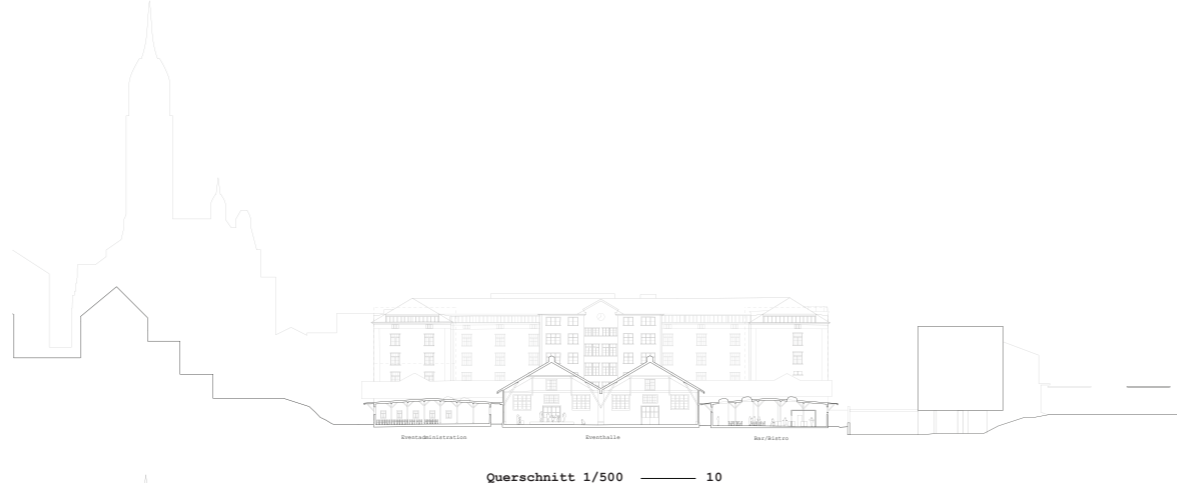 Eventadministration Eventhalle Bar/Bistro
Querschnitt 1/500 10